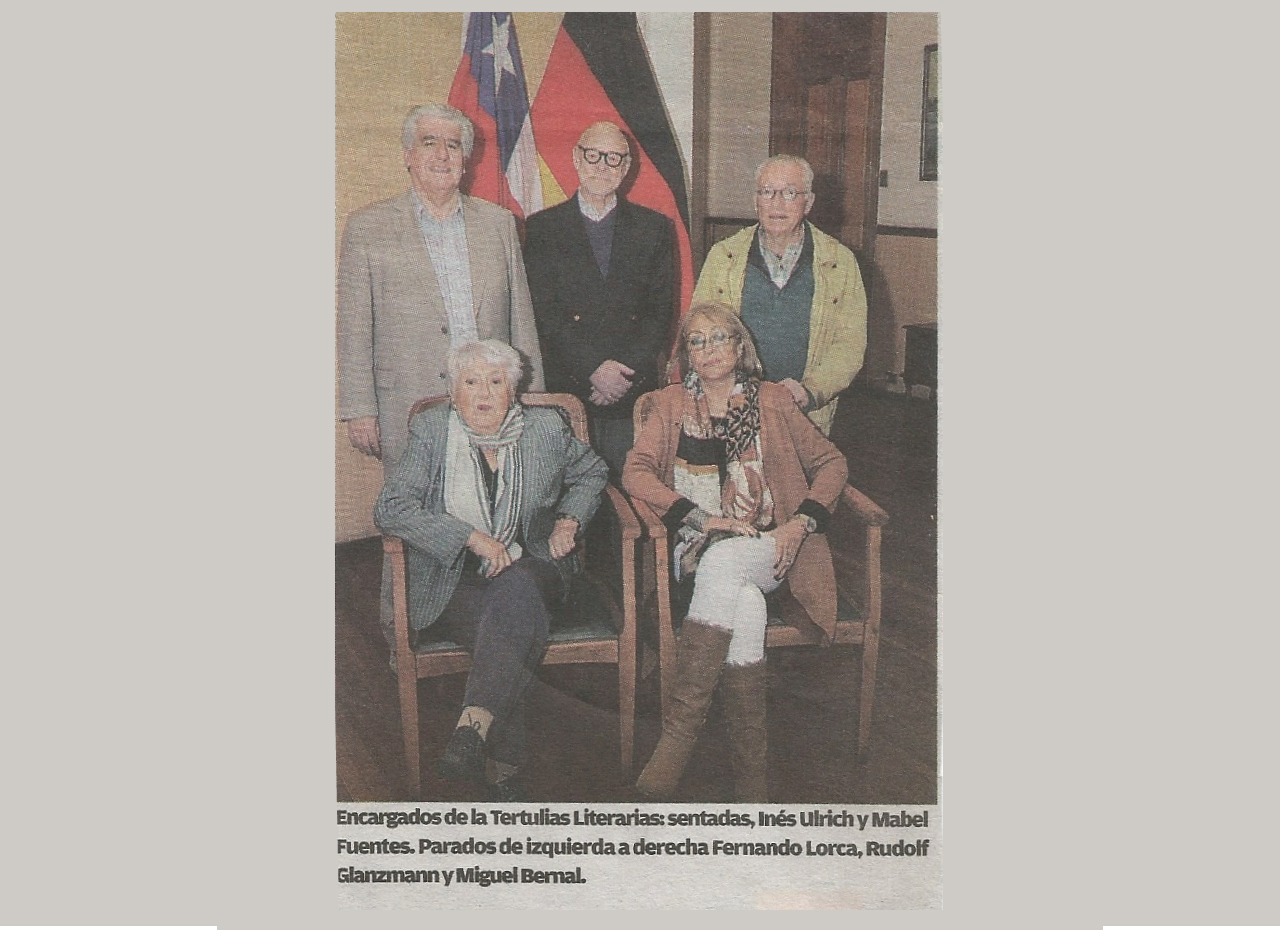 Encargados de la Tertulias Literarias: sentadas, Inés Ulrich y Mabel
Fuentes. Parados de izquierda a derecha Fernando Lorca, Rudolf
Glanzmann y Miguel Bernal.